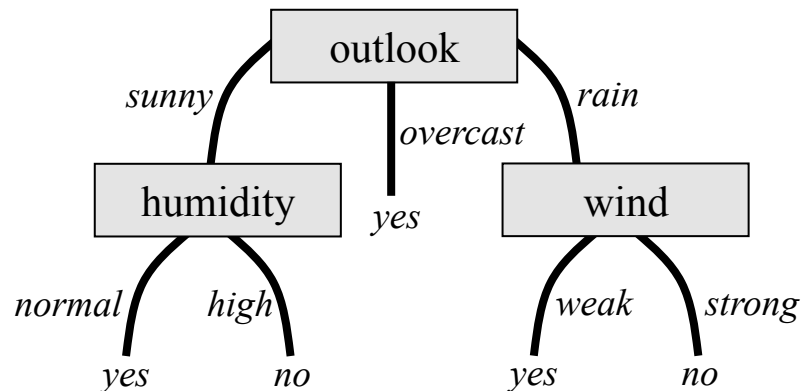 outlook
sunny
rain
overcast
humidity
yes
wind
normal
high
weak
strong
yes
no
yes
no